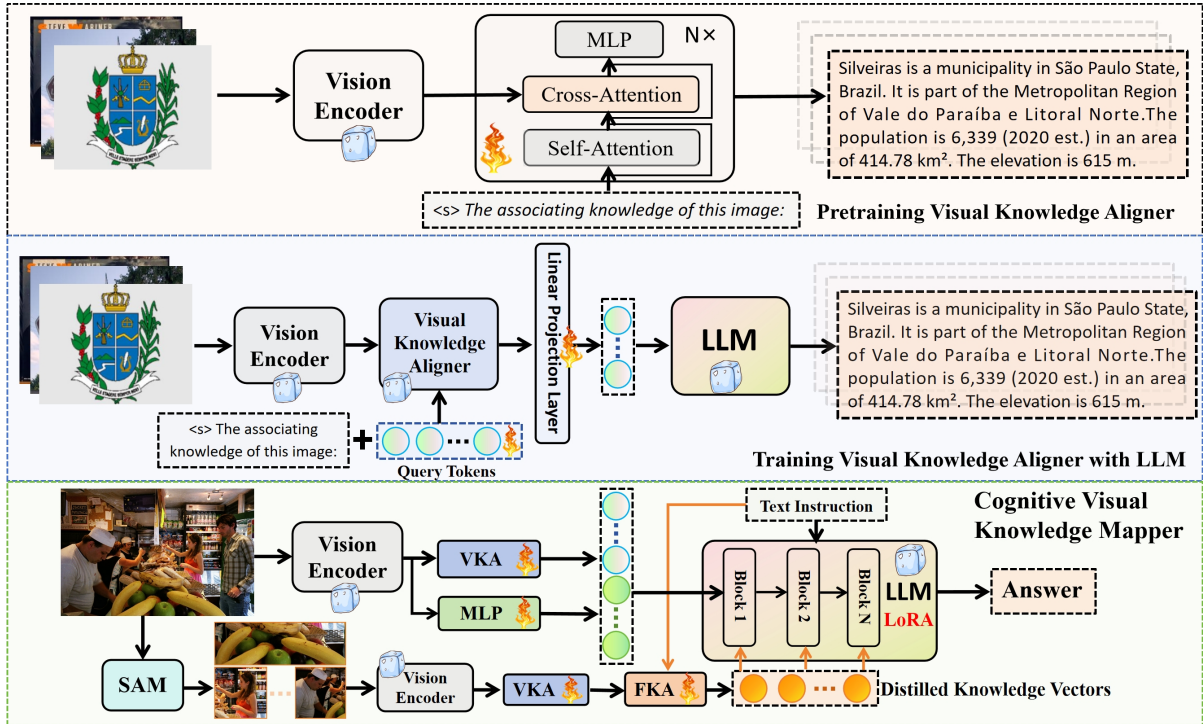 Vision
Encoder
MLP
N×
Cross-Attention
Self-Attention
<s> The associating knowledge of this image:
Silveiras is a municipality in São Paulo State,
Brazil. It is part of the Metropolitan Region
of Vale do Paraíba e Litoral Norte.The
population is 6,339 (2020 est.) in an area
of 414.78 km². The elevation is 615 m.
Pretraining Visual Knowledge Aligner
Vision
Encoder
Visual
Knowledge
Aligner
Linear Projection Layer
LLM
Silveiras is a municipality in São Paulo State,
Brazil. It is part of the Metropolitan Region
of Vale do Paraíba e Litoral Norte.The
population is 6,339 (2020 est.) in an area
of 414.78 km². The elevation is 615 m.
<s> The associating
knowledge of this image:
+
Query Tokens
Training Visual Knowledge Aligner with LLM
Cognitive Visual
Knowledge Mapper
Vision
Encoder
VKA
MLP
Text Instruction
Block 1
Block 2
Block N
LLM
LoRA
Answer
SAM
Vision
Encoder
VKA
FKA
Distilled Knowledge Vectors